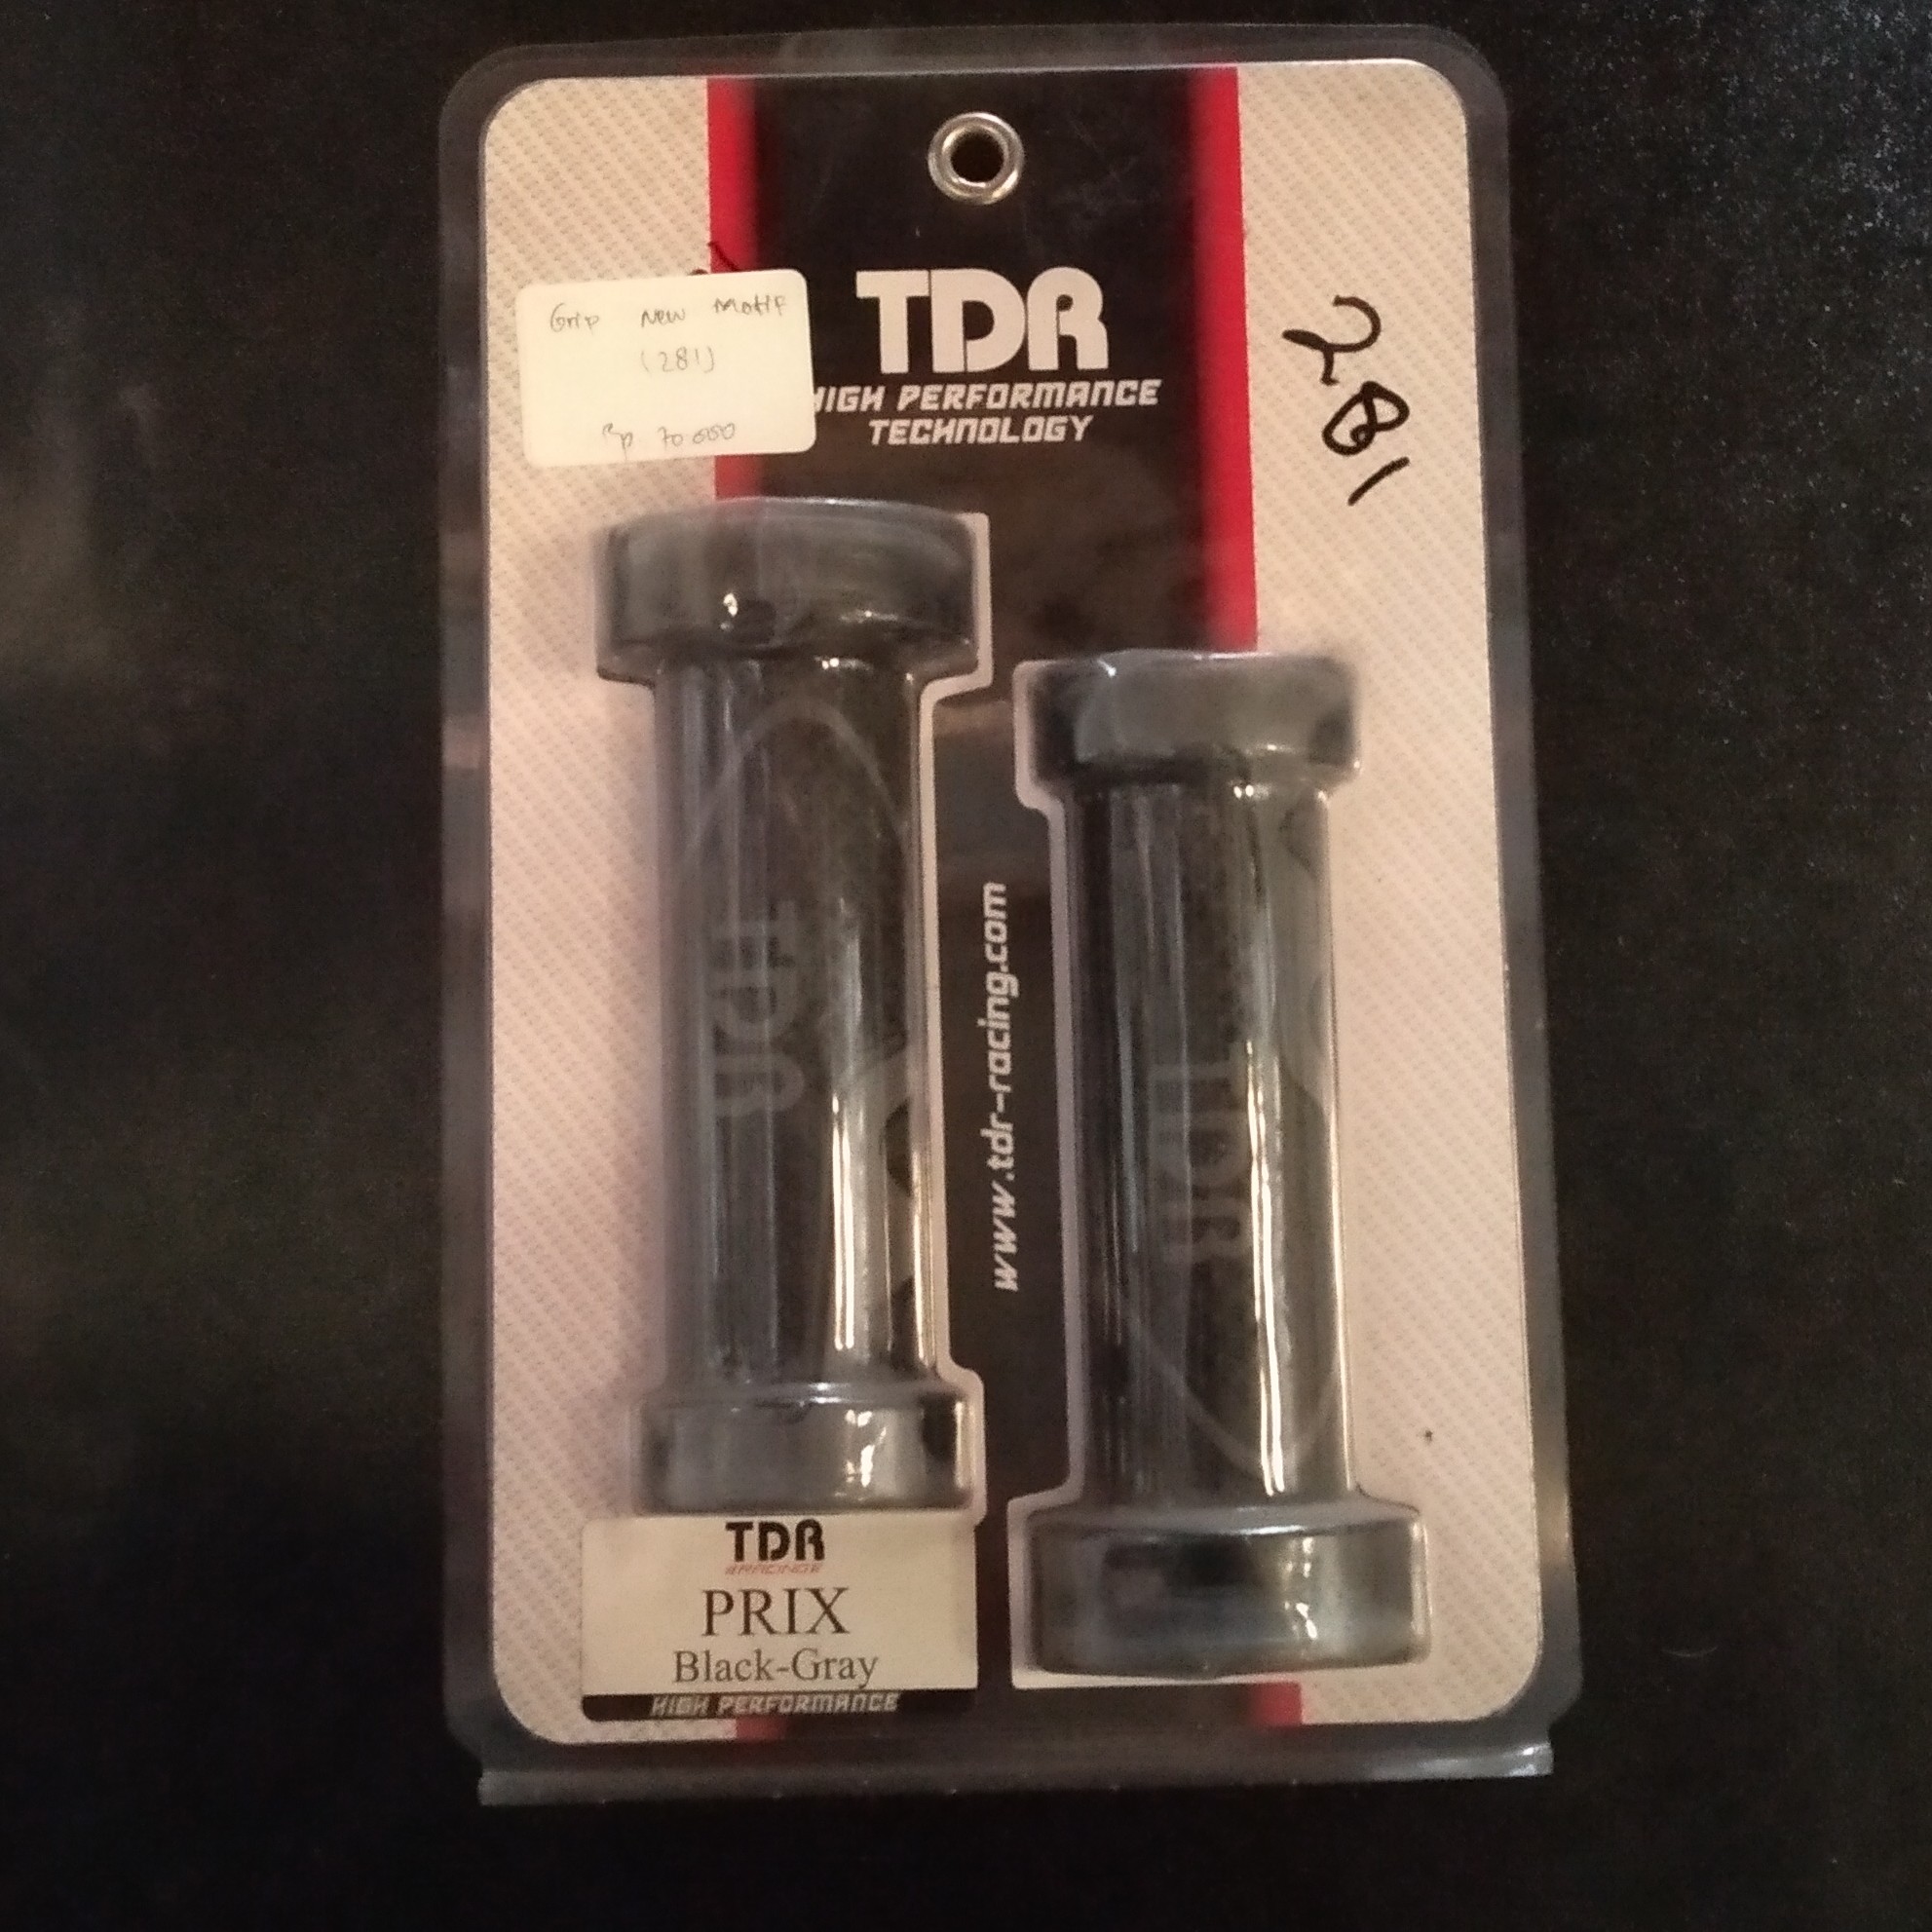 TDR
HIGH PERFORMANCE
TECHNOLOGY
Grip New Motif
(281)
Rp 70.000
281
TDR
TDR
www.tdr-racing.com
TDR
RACING
PRIX
Black-Gray
HIGH PERFORMANCE